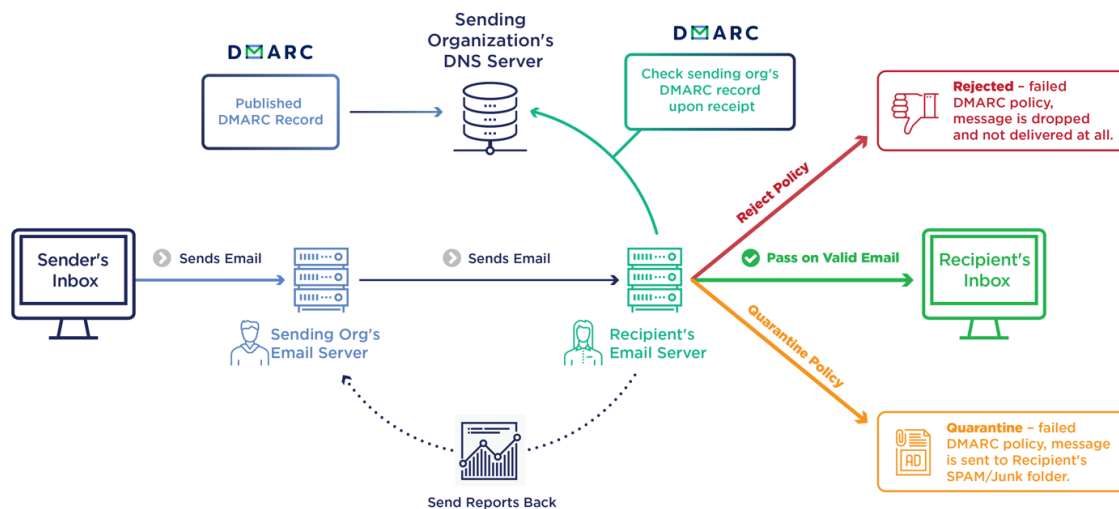 DMARC
Published
DMARC Record
Sending
Organization's
DNS Server
DMARC
Check sending org's
DMARC record
upon receipt
Rejected – failed
DMARC policy,
message is dropped
and not delivered at all.
Reject Policy
Sender's
Inbox
Sends Email
Sending Org's
Email Server
Sends Email
Recipient's
Email Server
Pass on Valid Email
Recipient's
Inbox
Quarantine Policy
Quarantine – failed
DMARC policy, message
is sent to Recipient's
SPAM/Junk folder.
AD
Send Reports Back